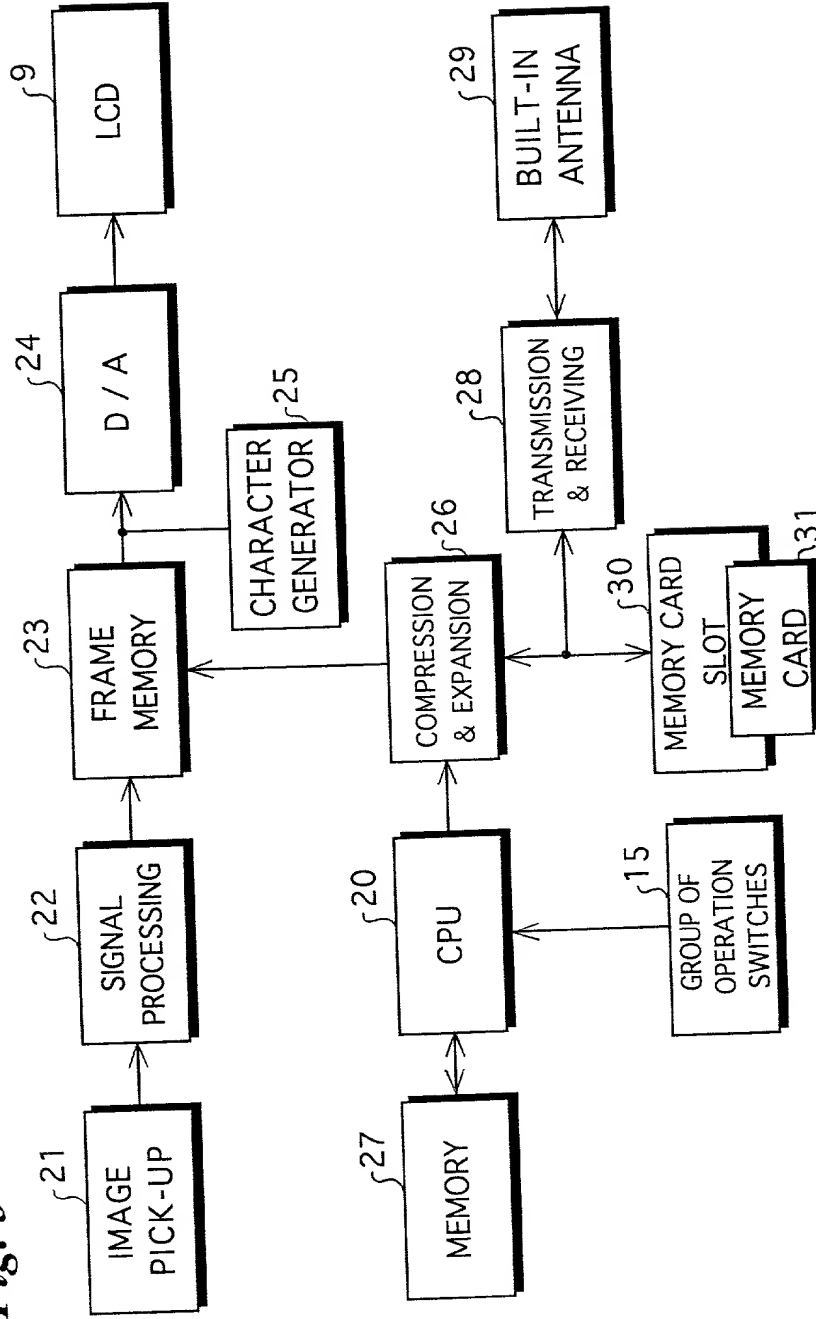 21
IMAGE
PICK-UP
22
SIGNAL
PROCESSING
23
FRAME
MEMORY
24
D / A
9
LCD
25
CHARACTER
GENERATOR
27
MEMORY
20
CPU
26
COMPRESSION
& EXPANSION
28
TRANSMISSION
& RECEIVING
29
BUILT-IN
ANTENNA
15
GROUP OF
OPERATION
SWITCHES
30
MEMORY CARD
SLOT
31
MEMORY
CARD